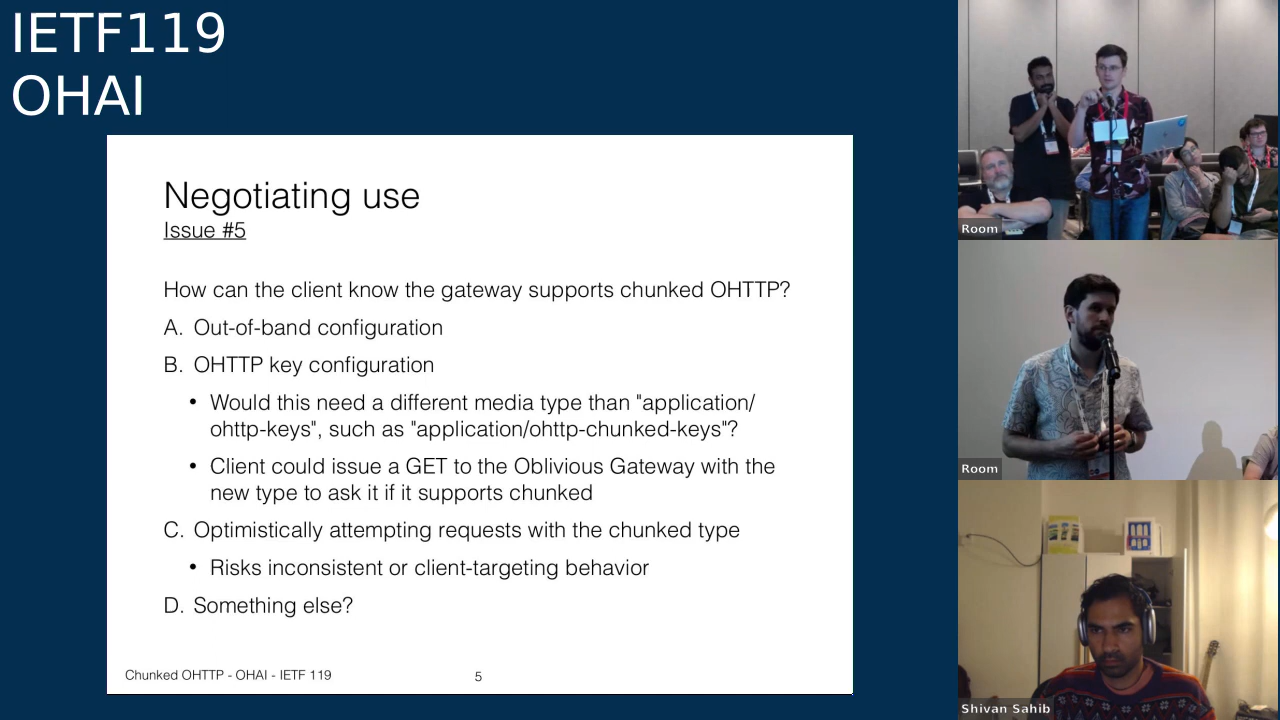 IETF119
OHAI
Negotiating use
Issue #5
How can the client know the gateway supports chunked OHTTP?
A. Out-of-band configuration
B. OHTTP key configuration
• Would this need a different media type than "application/
ohttp-keys", such as "application/ohttp-chunked-keys"?
• Client could issue a GET to the Oblivious Gateway with the
new type to ask it if it supports chunked
C. Optimistically attempting requests with the chunked type
• Risks inconsistent or client-targeting behavior
D. Something else?
Chunked OHTTP - OHAI - IETF 119
5
Room
Room
Shivan Sahib